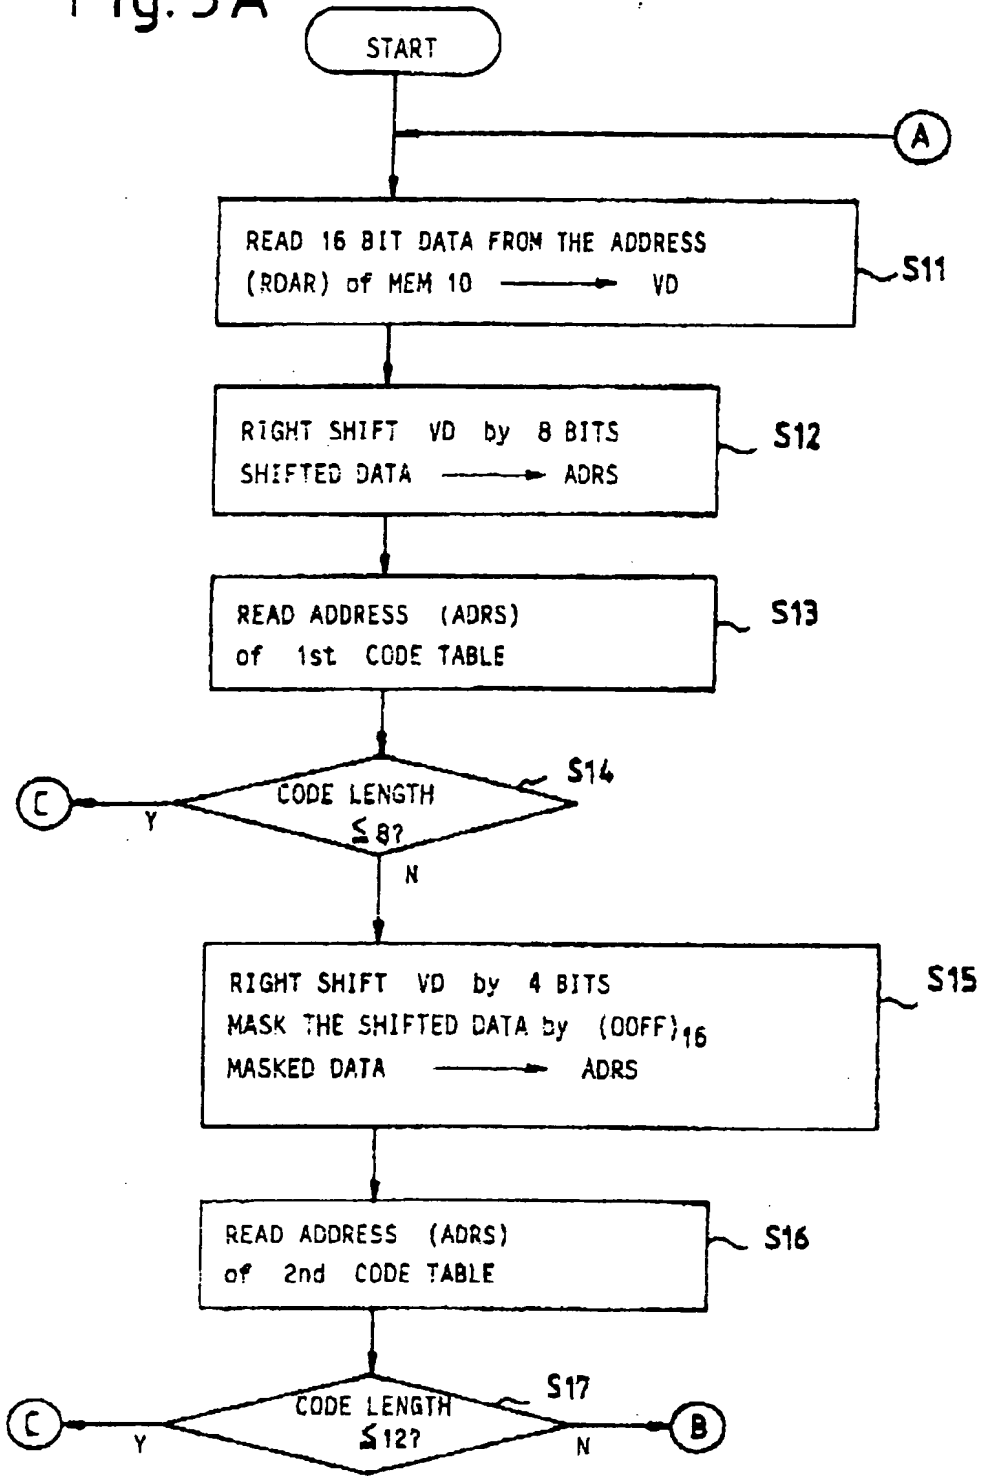 Fig. 5A
START
A
READ 16 BIT DATA FROM THE ADDRESS
(RDAR) of MEM 10 → VD
S11
RIGHT SHIFT VD by 8 BITS
SHIFTED DATA → ADRS
S12
READ ADDRESS (ADRS)
of 1st CODE TABLE
S13
S14
CODE LENGTH
≤ 8?
C
Y
N
RIGHT SHIFT VD by 4 BITS
MASK THE SHIFTED DATA by (00FF)16
MASKED DATA → ADRS
S15
READ ADDRESS (ADRS)
of 2nd CODE TABLE
S16
S17
CODE LENGTH
≤ 12?
C
Y
N
B